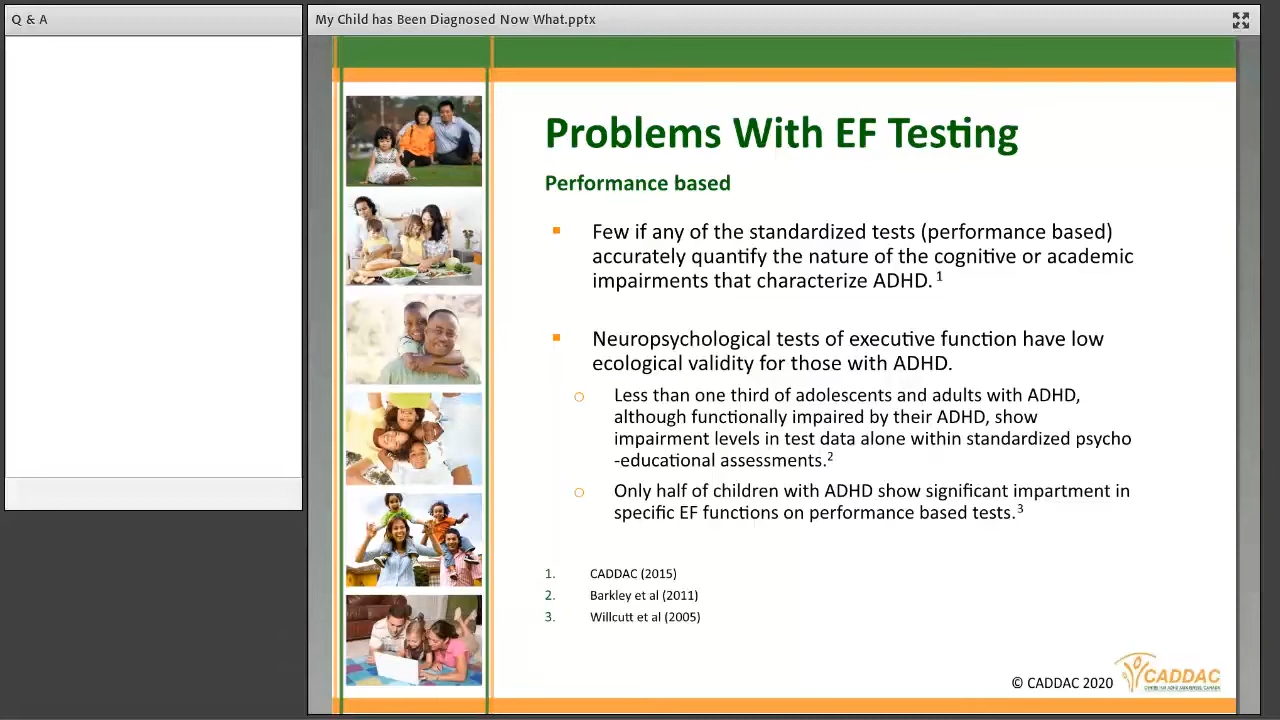 Q & A
My Child has Been Diagnosed Now What.pptx
Problems With EF Testing
Performance based
Few if any of the standardized tests (performance based)
accurately quantify the nature of the cognitive or academic
impairments that characterize ADHD. 1
Neuropsychological tests of executive function have low
ecological validity for those with ADHD.
Less than one third of adolescents and adults with ADHD,
although functionally impaired by their ADHD, show
impairment levels in test data alone within standardized psycho
-educational assessments.2
Only half of children with ADHD show significant impartment in
specific EF functions on performance based tests.3
1. CADDAC (2015)
2. Barkley et al (2011)
3. Willcutt et al (2005)
© CADDAC 2020
CADDAC
CENTRE FOR ADHD AWARENESS, CANADA